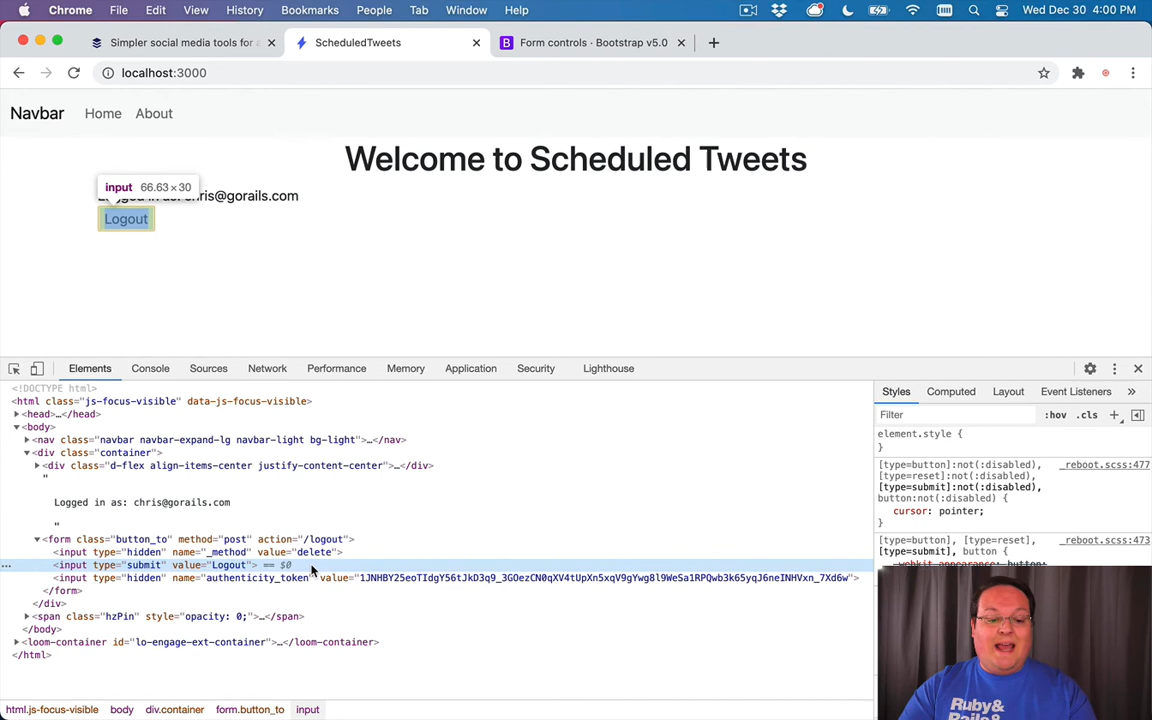 Chrome File Edit View History Bookmarks People Tab Window Help Wed Dec 30 4:00 PM
Simpler social media tools for a
ScheduledTweets
B Form controls · Bootstrap v5.0
localhost:3000
Navbar Home About
Welcome to Scheduled Tweets
input 66.63×30
chris@gorails.com
Logout
Elements Console Sources Network Performance Memory Application Security Lighthouse
<!DOCTYPE html>
<html class="js-focus-visible" data-js-focus-visible>
<head>…</head>
<body>
<nav class="navbar navbar-expand-lg navbar-light bg-light">…</nav>
<div class="container">
<div class="d-flex align-items-center justify-content-center">…</div>
"
Logged in as: chris@gorails.com
"
<form class="button_to" method="post" action="/logout>
<input type="hidden" name="_method" value="delete">
… <input type="submit" value="Logout"> == $0
<input type="hidden" name="authenticity_token" value="1JNHBY25eoTIdgY56tJkD3q9_3GOezCN0qXV4tUpXn5xqV9gYwg8l9WeSa1RPQwb3k65yqJ6neINHVxn_7Xd6w">
</form>
</div>
<span class="hzPin" style="opacity: 0;">…</span>
</body>
<loom-container id="lo-engage-ext-container">…</loom-container>
</html>
html.js-focus-visible body div.container form.button_to input
Styles Computed Layout Event Listeners »
Filter :hov .cls +
element.style {
}
[type=button]:not(:disabled), _reboot.scss:477
[type=reset]:not(:disabled),
[type=submit]:not(:disabled),
button:not(:disabled) {
cursor: pointer;
}
[type=button], [type=reset], _reboot.scss:473
[type=submit], button {
-webkit-appearance: button;
Ruby&
Rails&